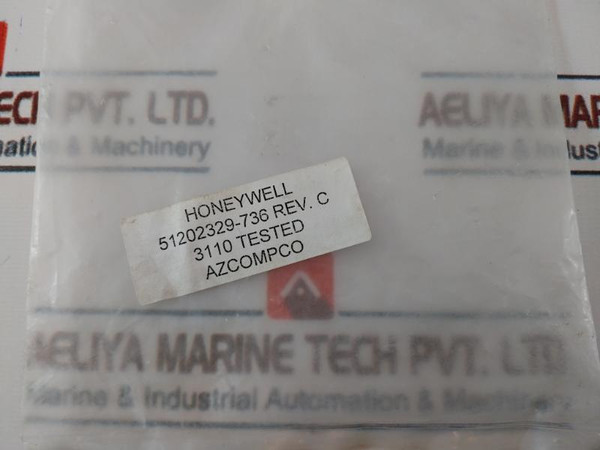 ECH PVT. LTD.
ation & Machinery
AELIYA MAR
Marine & Indust
HONEYWELL
51202329-736 REV. C
3110 TESTED
AZCOMPCO
AELIYA MARINE TECH PVT. LTD
Marine & Industrial Automation & Machinery